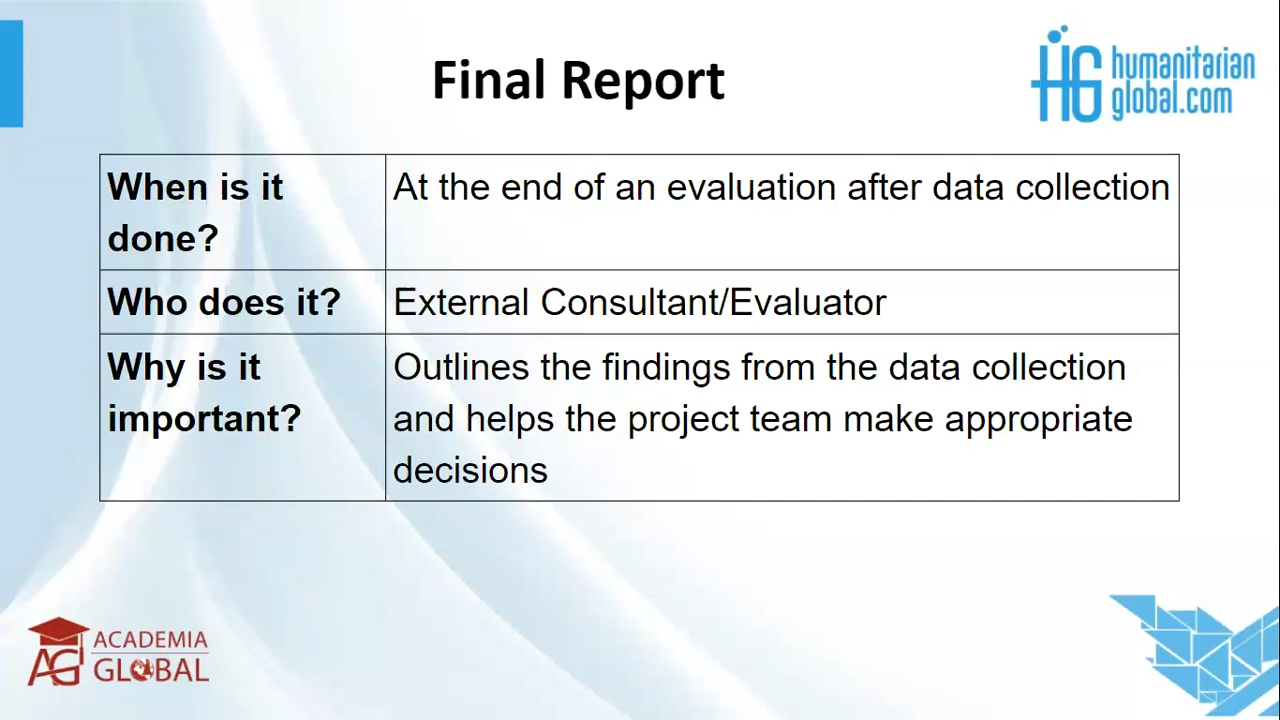 Final Report
HG humanitarian
global.com
When is it
done?
At the end of an evaluation after data collection
Who does it?
External Consultant/Evaluator
Why is it
important?
Outlines the findings from the data collection
and helps the project team make appropriate
decisions
AG ACADEMIA
GLOBAL